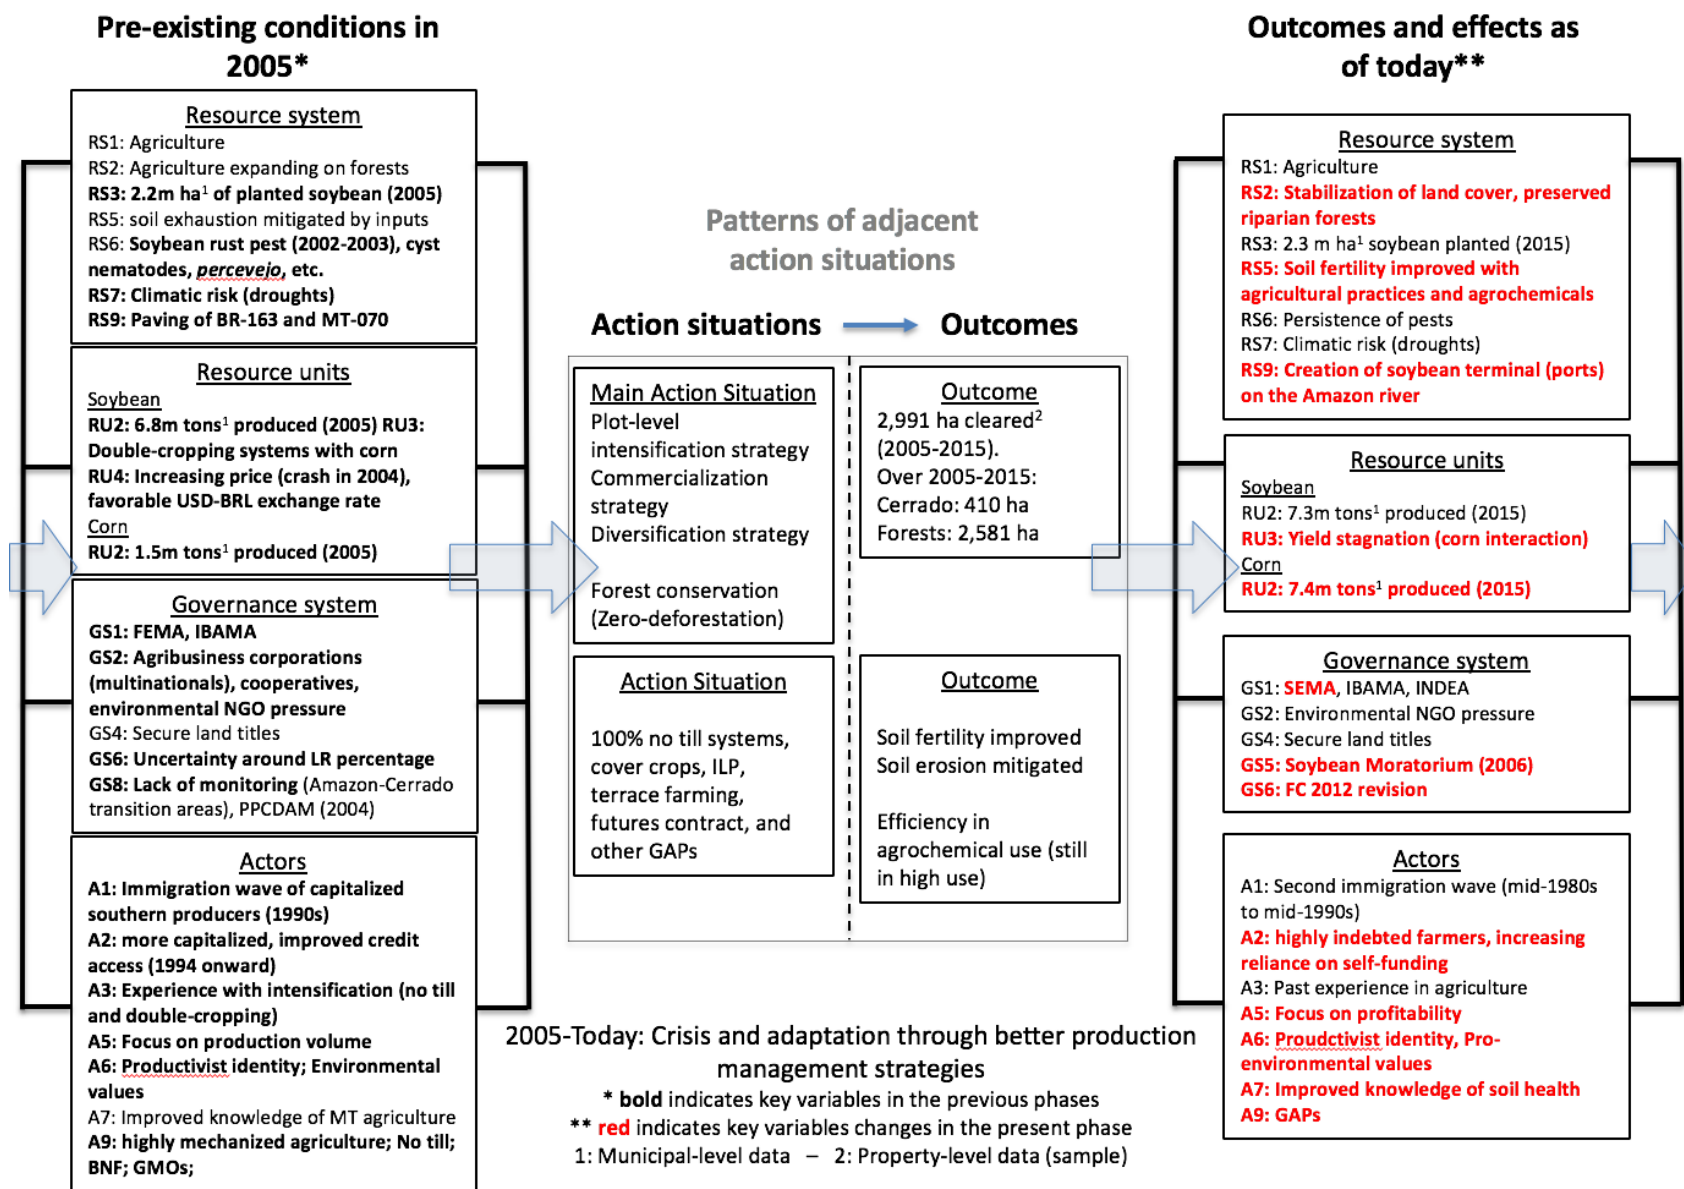 Pre-existing conditions in
2005*
Resource system
RS1: Agriculture
RS2: Agriculture expanding on forests
RS3: 2.2m ha¹ of planted soybean (2005)
RS5: soil exhaustion mitigated by inputs
RS6: Soybean rust pest (2002-2003), cyst
nematodes, percevejo, etc.
RS7: Climatic risk (droughts)
RS9: Paving of BR-163 and MT-070
Resource units
Soybean
RU2: 6.8m tons¹ produced (2005) RU3:
Double-cropping systems with corn
RU4: Increasing price (crash in 2004),
favorable USD-BRL exchange rate
Corn
RU2: 1.5m tons¹ produced (2005)
Governance system
GS1: FEMA, IBAMA
GS2: Agribusiness corporations
(multinationals), cooperatives,
environmental NGO pressure
GS4: Secure land titles
GS6: Uncertainty around LR percentage
GS8: Lack of monitoring (Amazon-Cerrado
transition areas), PPCDAM (2004)
Actors
A1: Immigration wave of capitalized
southern producers (1990s)
A2: more capitalized, improved credit
access (1994 onward)
A3: Experience with intensification (no till
and double-cropping)
A5: Focus on production volume
A6: Productivist identity; Environmental
values
A7: Improved knowledge of MT agriculture
A9: highly mechanized agriculture; No till;
BNF; GMOs;
Patterns of adjacent
action situations
Action situations
Outcomes
Main Action Situation
Plot-level
intensification strategy
Commercialization
strategy
Diversification strategy
Forest conservation
(Zero-deforestation)
Outcome
2,991 ha cleared²
(2005-2015).
Over 2005-2015:
Cerrado: 410 ha
Forests: 2,581 ha
Action Situation
100% no till systems,
cover crops, ILP,
terrace farming,
futures contract, and
other GAPs
Outcome
Soil fertility improved
Soil erosion mitigated
Efficiency in
agrochemical use (still
in high use)
2005-Today: Crisis and adaptation through better production
management strategies
* bold indicates key variables in the previous phases
** red indicates key variables changes in the present phase
1: Municipal-level data – 2: Property-level data (sample)
Outcomes and effects as
of today**
Resource system
RS1: Agriculture
RS2: Stabilization of land cover, preserved
riparian forests
RS3: 2.3 m ha¹ soybean planted (2015)
RS5: Soil fertility improved with
agricultural practices and agrochemicals
RS6: Persistence of pests
RS7: Climatic risk (droughts)
RS9: Creation of soybean terminal (ports)
on the Amazon river
Resource units
Soybean
RU2: 7.3m tons¹ produced (2015)
RU3: Yield stagnation (corn interaction)
Corn
RU2: 7.4m tons¹ produced (2015)
Governance system
GS1: SEMA, IBAMA, INDEA
GS2: Environmental NGO pressure
GS4: Secure land titles
GS5: Soybean Moratorium (2006)
GS6: FC 2012 revision
Actors
A1: Second immigration wave (mid-1980s
to mid-1990s)
A2: highly indebted farmers, increasing
reliance on self-funding
A3: Past experience in agriculture
A5: Focus on profitability
A6: Proudctivist identity, Pro-
environmental values
A7: Improved knowledge of soil health
A9: GAPs